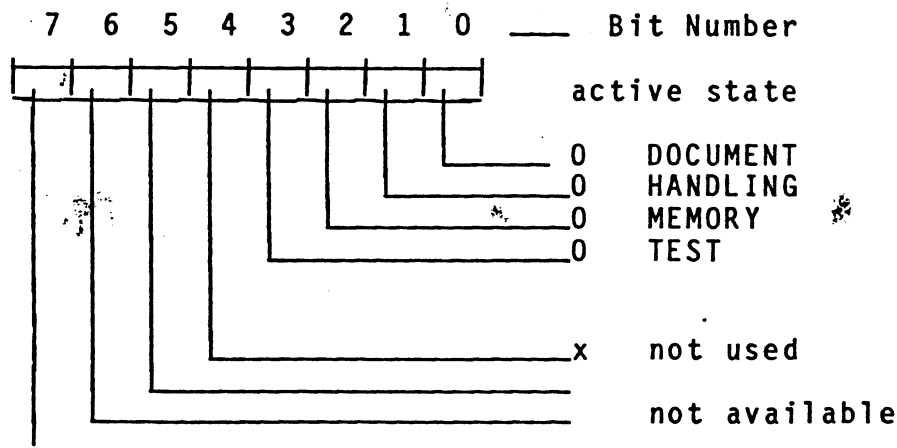 7 6 5 4 3 2 1 0 Bit Number
active state
0 DOCUMENT
0 HANDLING
0 MEMORY
0 TEST
x not used
not available